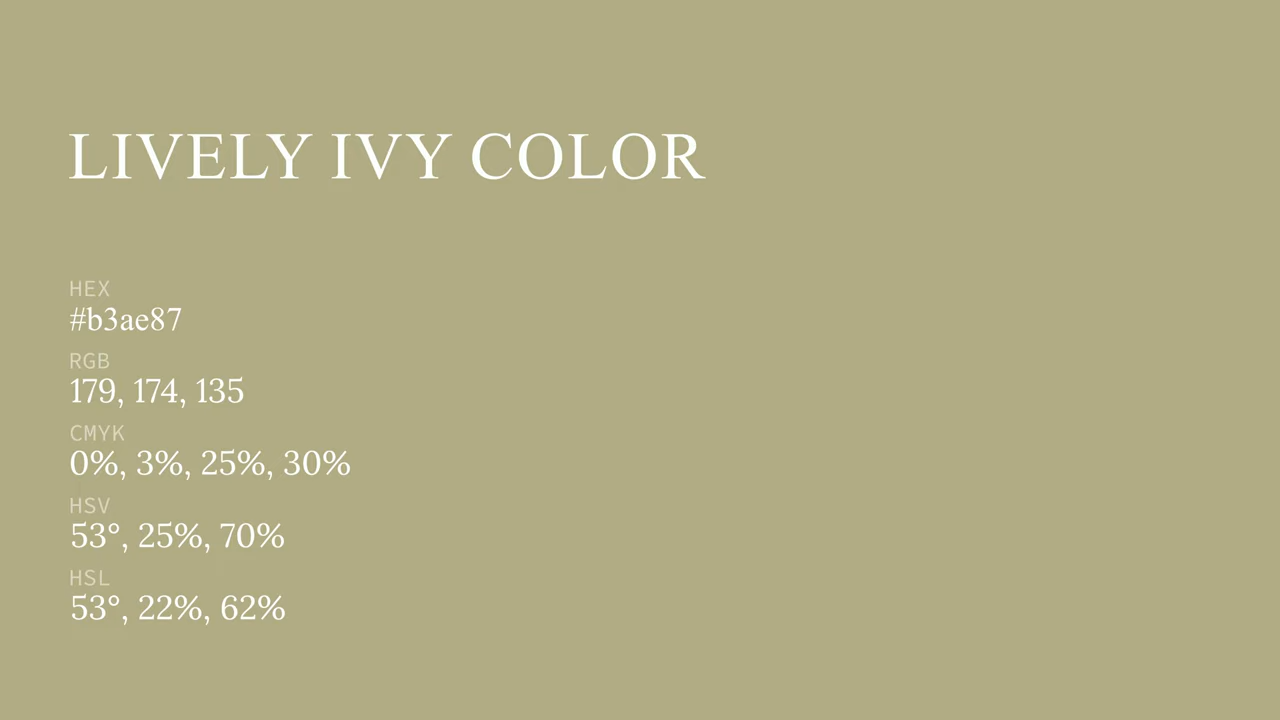 LIVELY IVY COLOR
HEX
#b3ae87
RGB
179, 174, 135
CMYK
0%, 3%, 25%, 30%
HSV
53°, 25%, 70%
HSL
53°, 22%, 62%